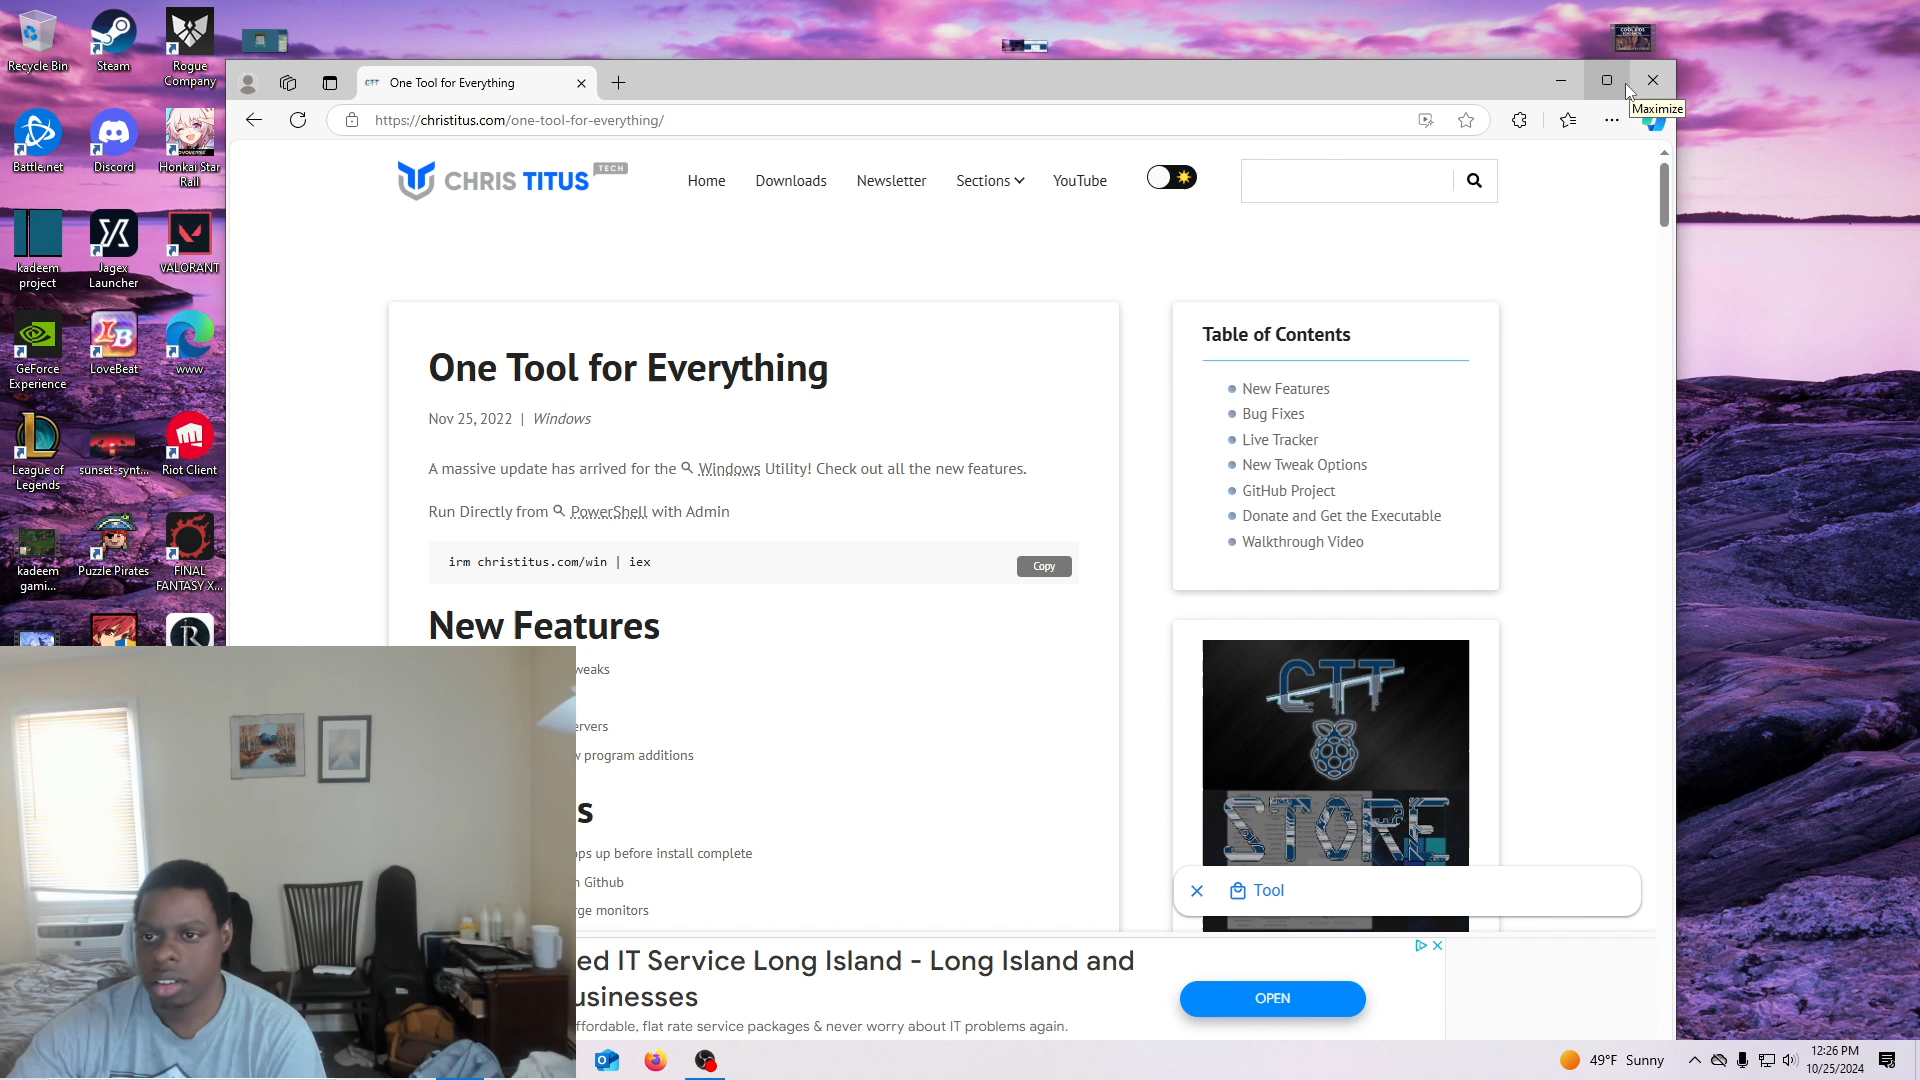 Recycle Bin
Steam
Rogue
Company
Battle.net
Discord
Honkai Star
Rail
kadeem
project
Jagex
Launcher
VALORANT
GeForce
Experience
LoveBeat
www
League of
Legends
sunset-synt...
Riot Client
kadeem
gami...
Puzzle Pirates
FINAL
FANTASY X...
CTT
One Tool for Everything
Maximize
https://christitus.com/one-tool-for-everything/
CHRIS TITUS TECH
Home
Downloads
Newsletter
Sections
YouTube
One Tool for Everything
Nov 25, 2022 | Windows
A massive update has arrived for the Windows Utility! Check out all the new features.
Run Directly from PowerShell with Admin
irm christitus.com/win | iex
Copy
New Features
weaks
ervers
w program additions
s
ops up before install complete
n Github
rge monitors
Table of Contents
New Features
Bug Fixes
Live Tracker
New Tweak Options
GitHub Project
Donate and Get the Executable
Walkthrough Video
CTT
STORE
Tool
ed IT Service Long Island - Long Island and
usinesses
ffordable, flat rate service packages & never worry about IT problems again.
OPEN
49°F Sunny
12:26 PM
10/25/2024